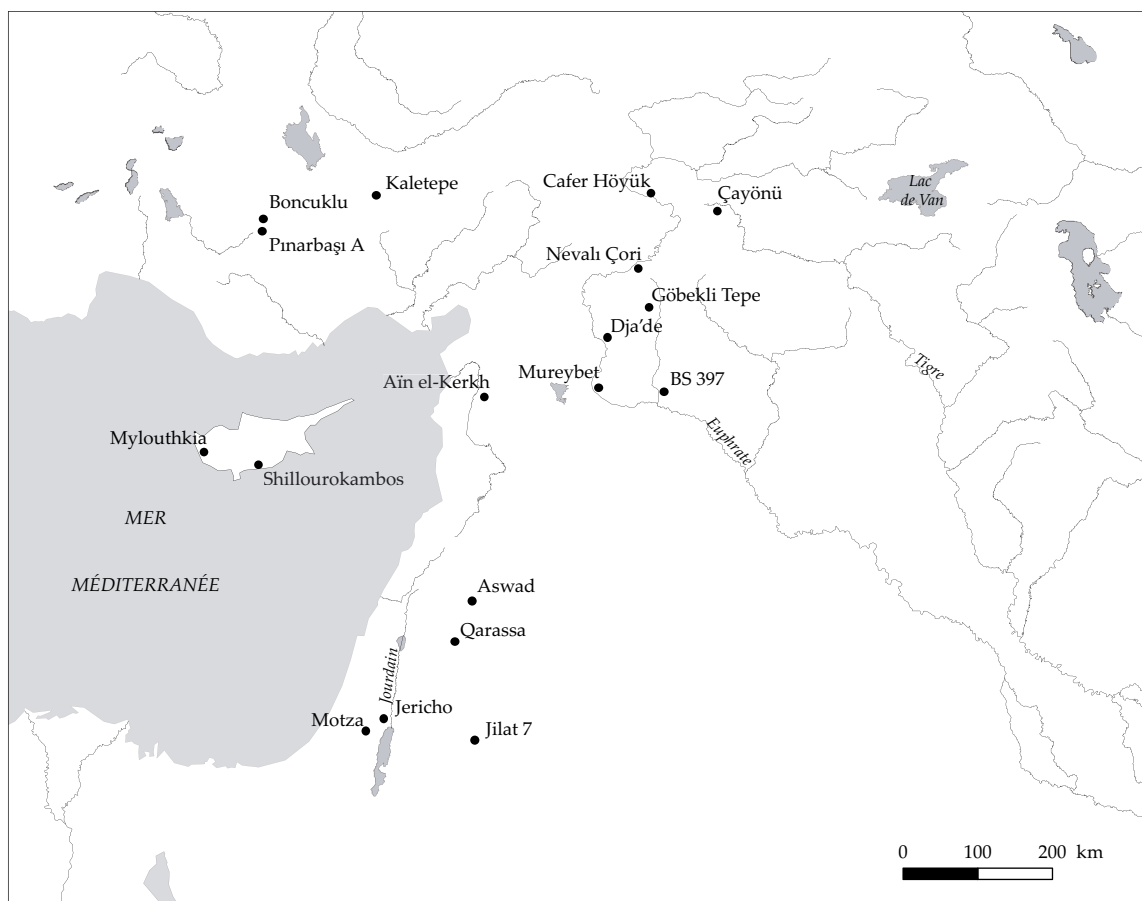 Kaletepe
Cafer Höyük
Lac
de Van
Çayönü
Boncuklu
Pınarbaşı A
Nevalı Çori
Göbekli Tepe
Dja'de
Tigre
Mureybet
BS 397
Aïn el-Kerkh
Euphrate
Mylouthkia
Shillourokambos
MER
MÉDITERRANÉE
Aswad
Qarassa
Jourdain
Jericho
Motza
Jilat 7
0 100 200 km